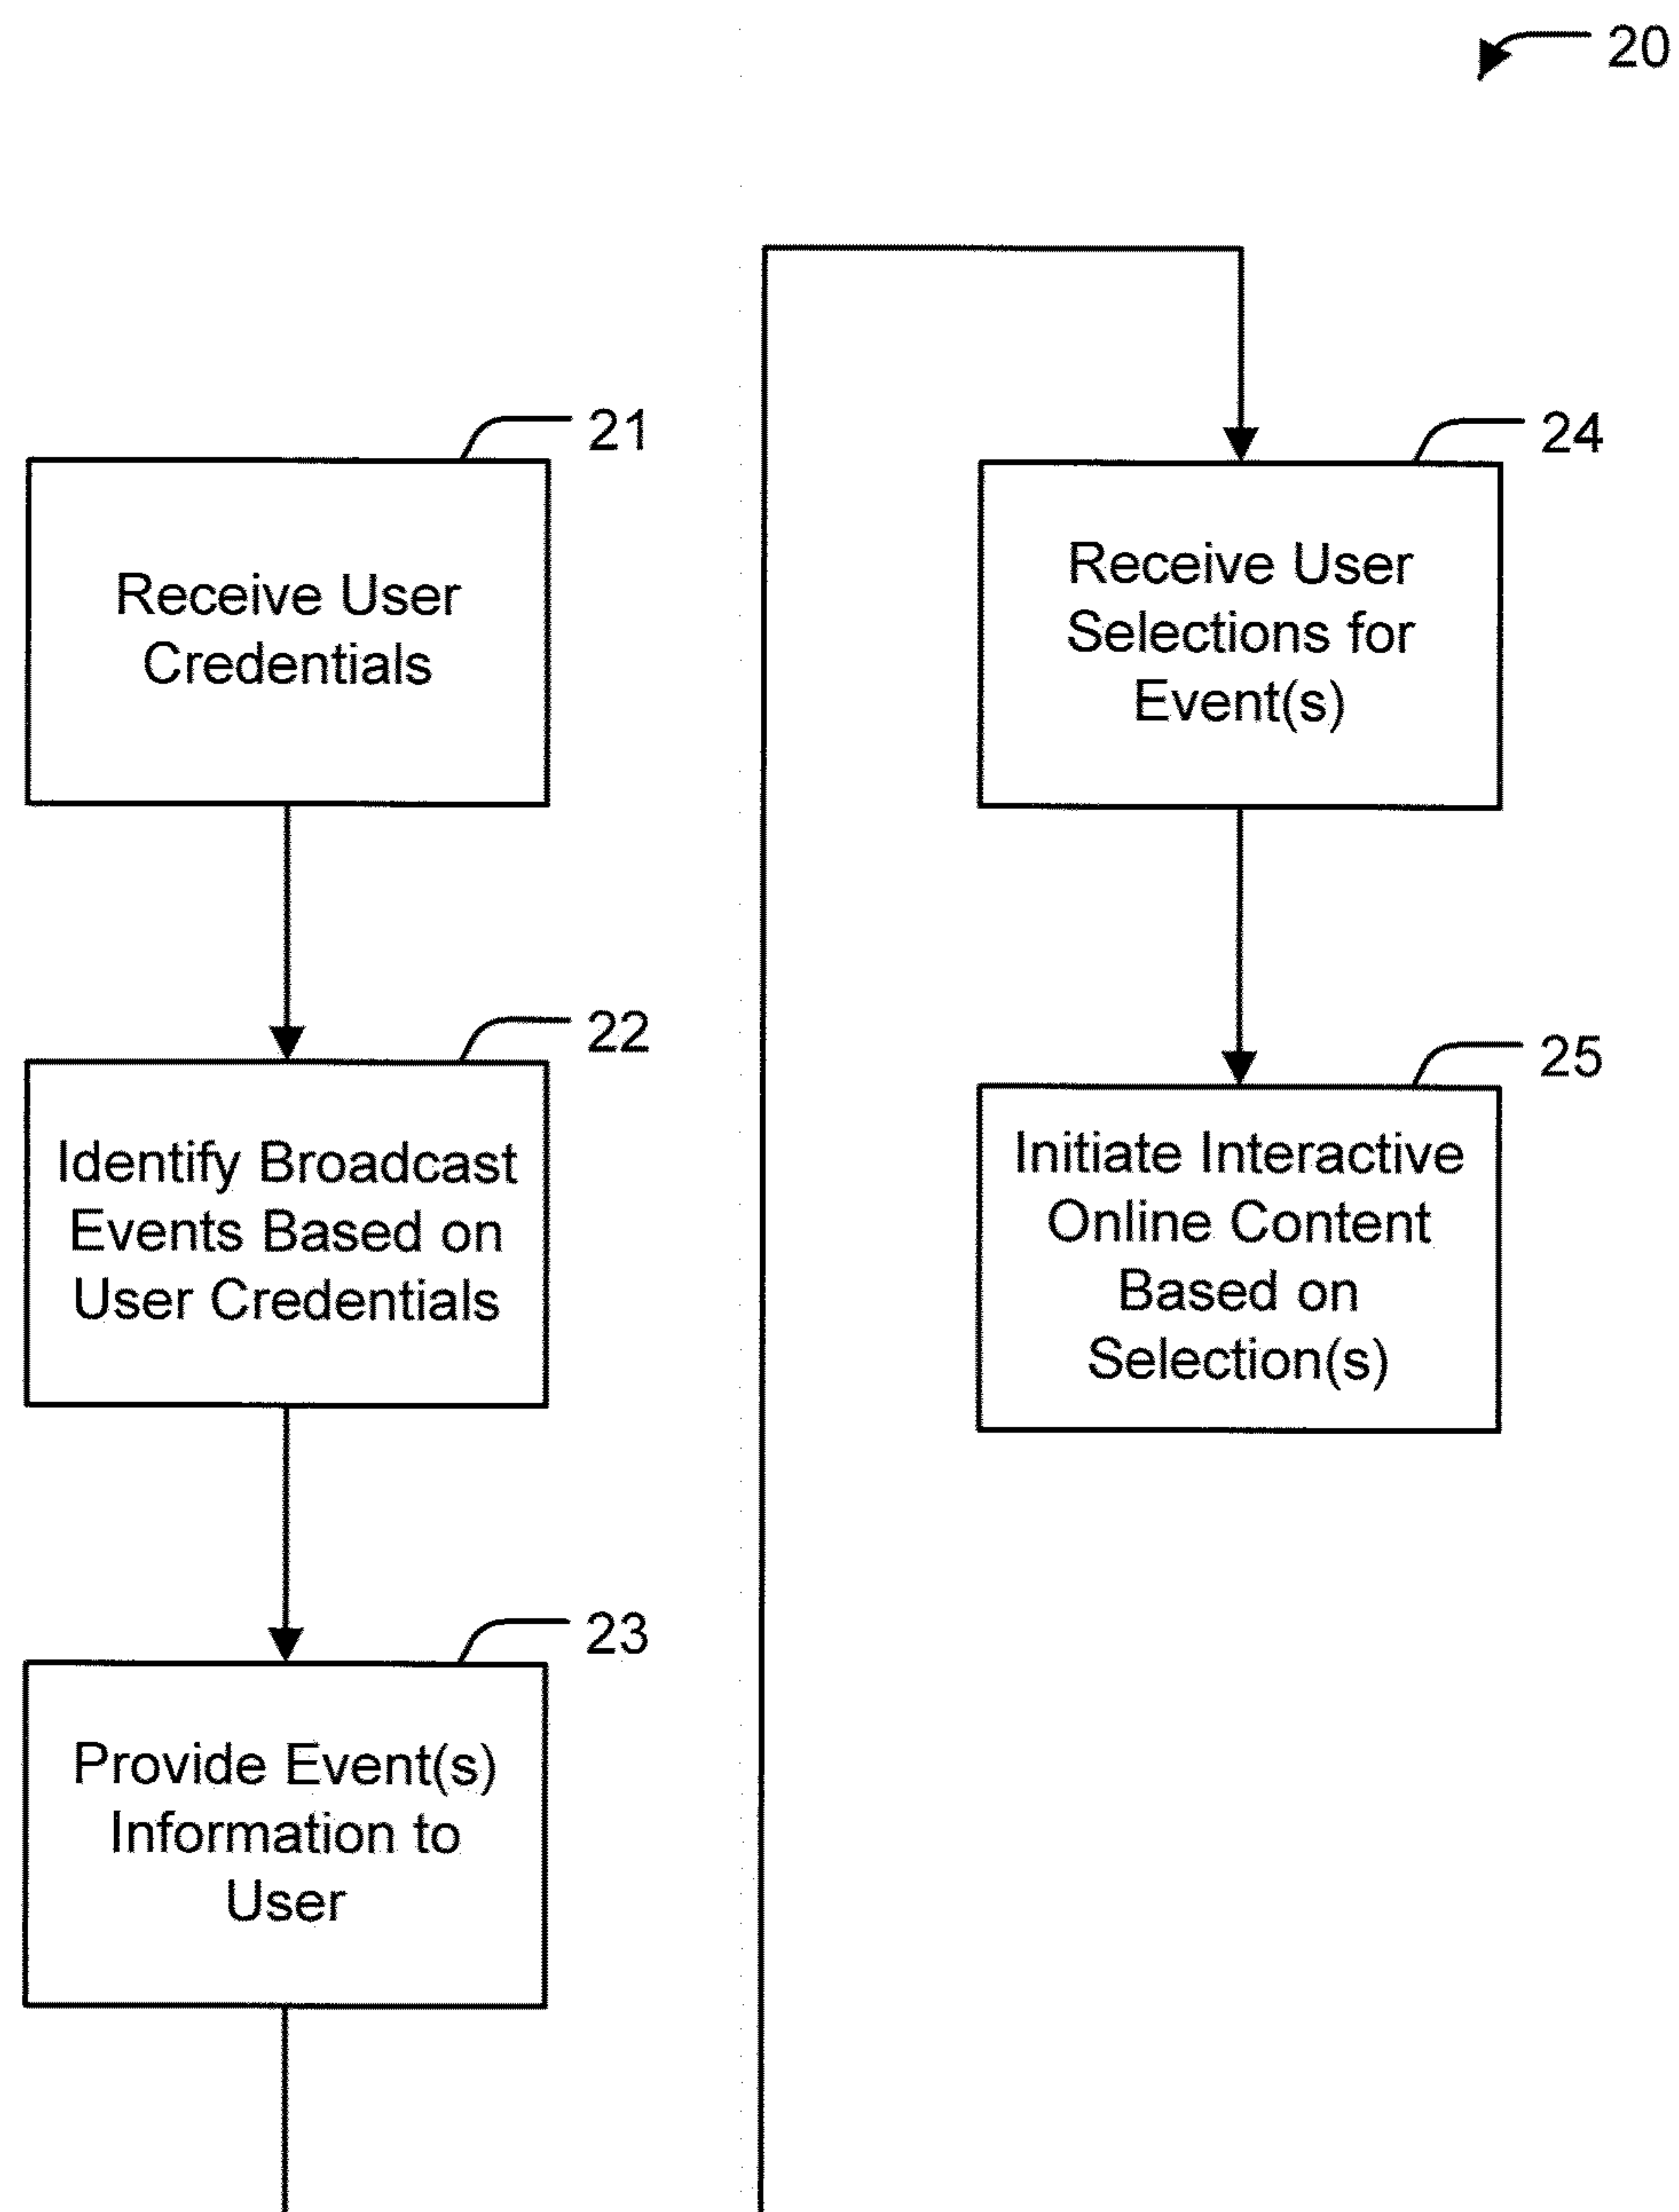 20
21
Receive User
Credentials
22
Identify Broadcast
Events Based on
User Credentials
23
Provide Event(s)
Information to
User
24
Receive User
Selections for
Event(s)
25
Initiate Interactive
Online Content
Based on
Selection(s)